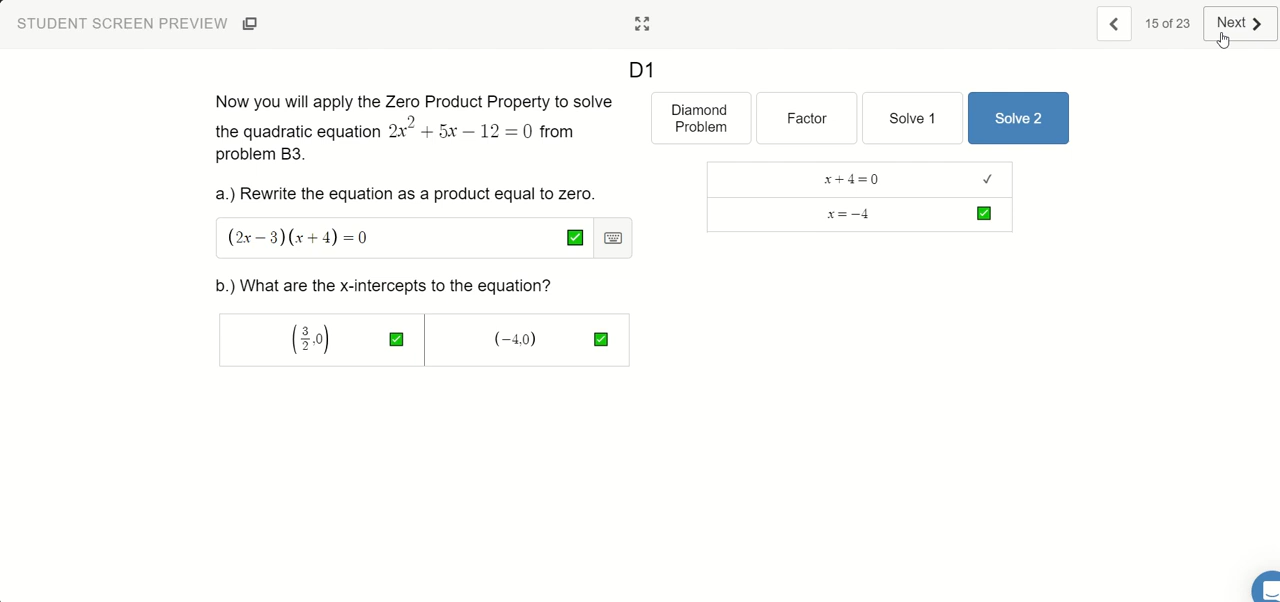 STUDENT SCREEN PREVIEW
15 of 23
Next
D1
Now you will apply the Zero Product Property to solve
the quadratic equation 2x² + 5x − 12 = 0 from
problem B3.
a.) Rewrite the equation as a product equal to zero.
(2x − 3)(x + 4) = 0
b.) What are the x-intercepts to the equation?
(3/2,0)
(−4,0)
Diamond
Problem
Factor
Solve 1
Solve 2
x + 4 = 0
x = −4